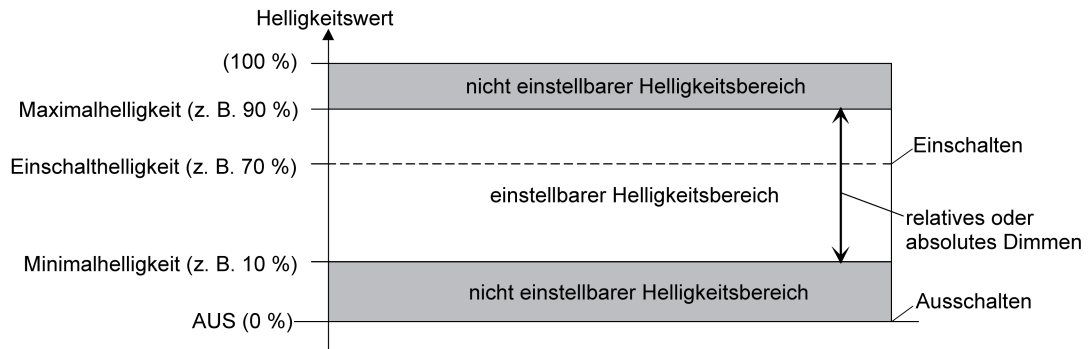 Helligkeitswert
(100 %)
nicht einstellbarer Helligkeitsbereich
Maximalhelligkeit (z. B. 90 %)
Einschalten
Einschalthelligkeit (z. B. 70 %)
einstellbarer Helligkeitsbereich
relatives oder
absolutes Dimmen
Minimalhelligkeit (z. B. 10 %)
nicht einstellbarer Helligkeitsbereich
Ausschalten
AUS (0 %)